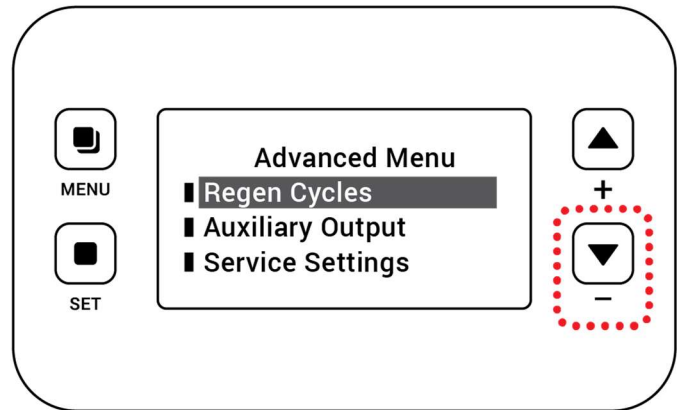 MENU
SET
Advanced Menu
Regen Cycles
Auxiliary Output
Service Settings
+
−